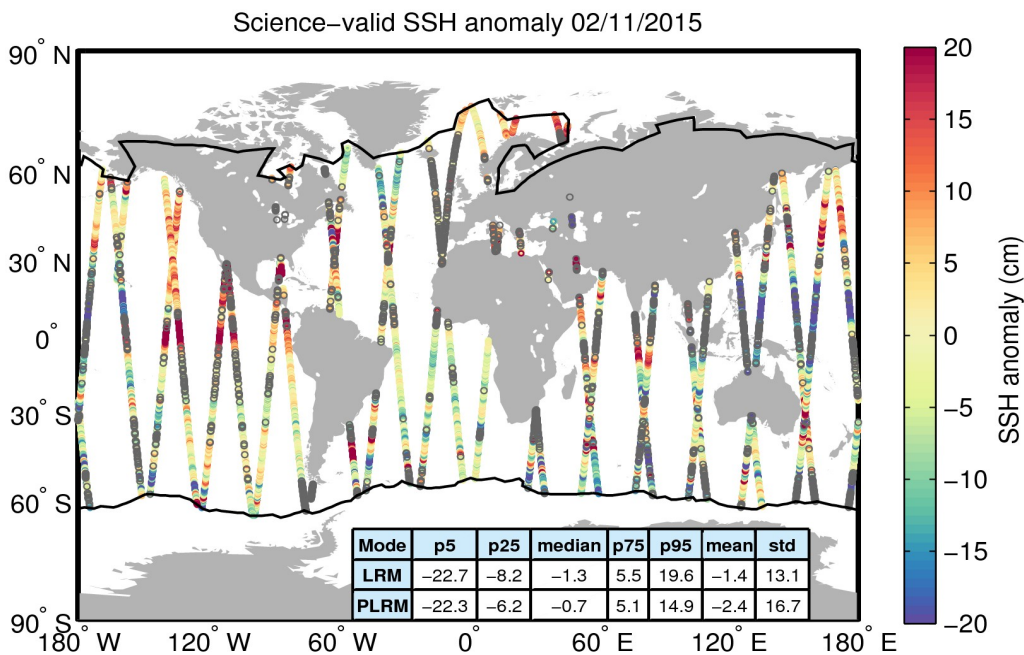 Science−valid SSH anomaly 02/11/2015
90° N
60° N
30° N
0°
30° S
60° S
90° S
180° W
120° W
60° W
0°
60° E
120° E
180° E
Mode p5 p25 median p75 p95 mean std
LRM −22.7 −8.2 −1.3 5.5 19.6 −1.4 13.1
PLRM −22.3 −6.2 −0.7 5.1 14.9 −2.4 16.7
20
15
10
5
0
−5
−10
−15
−20
SSH anomaly (cm)